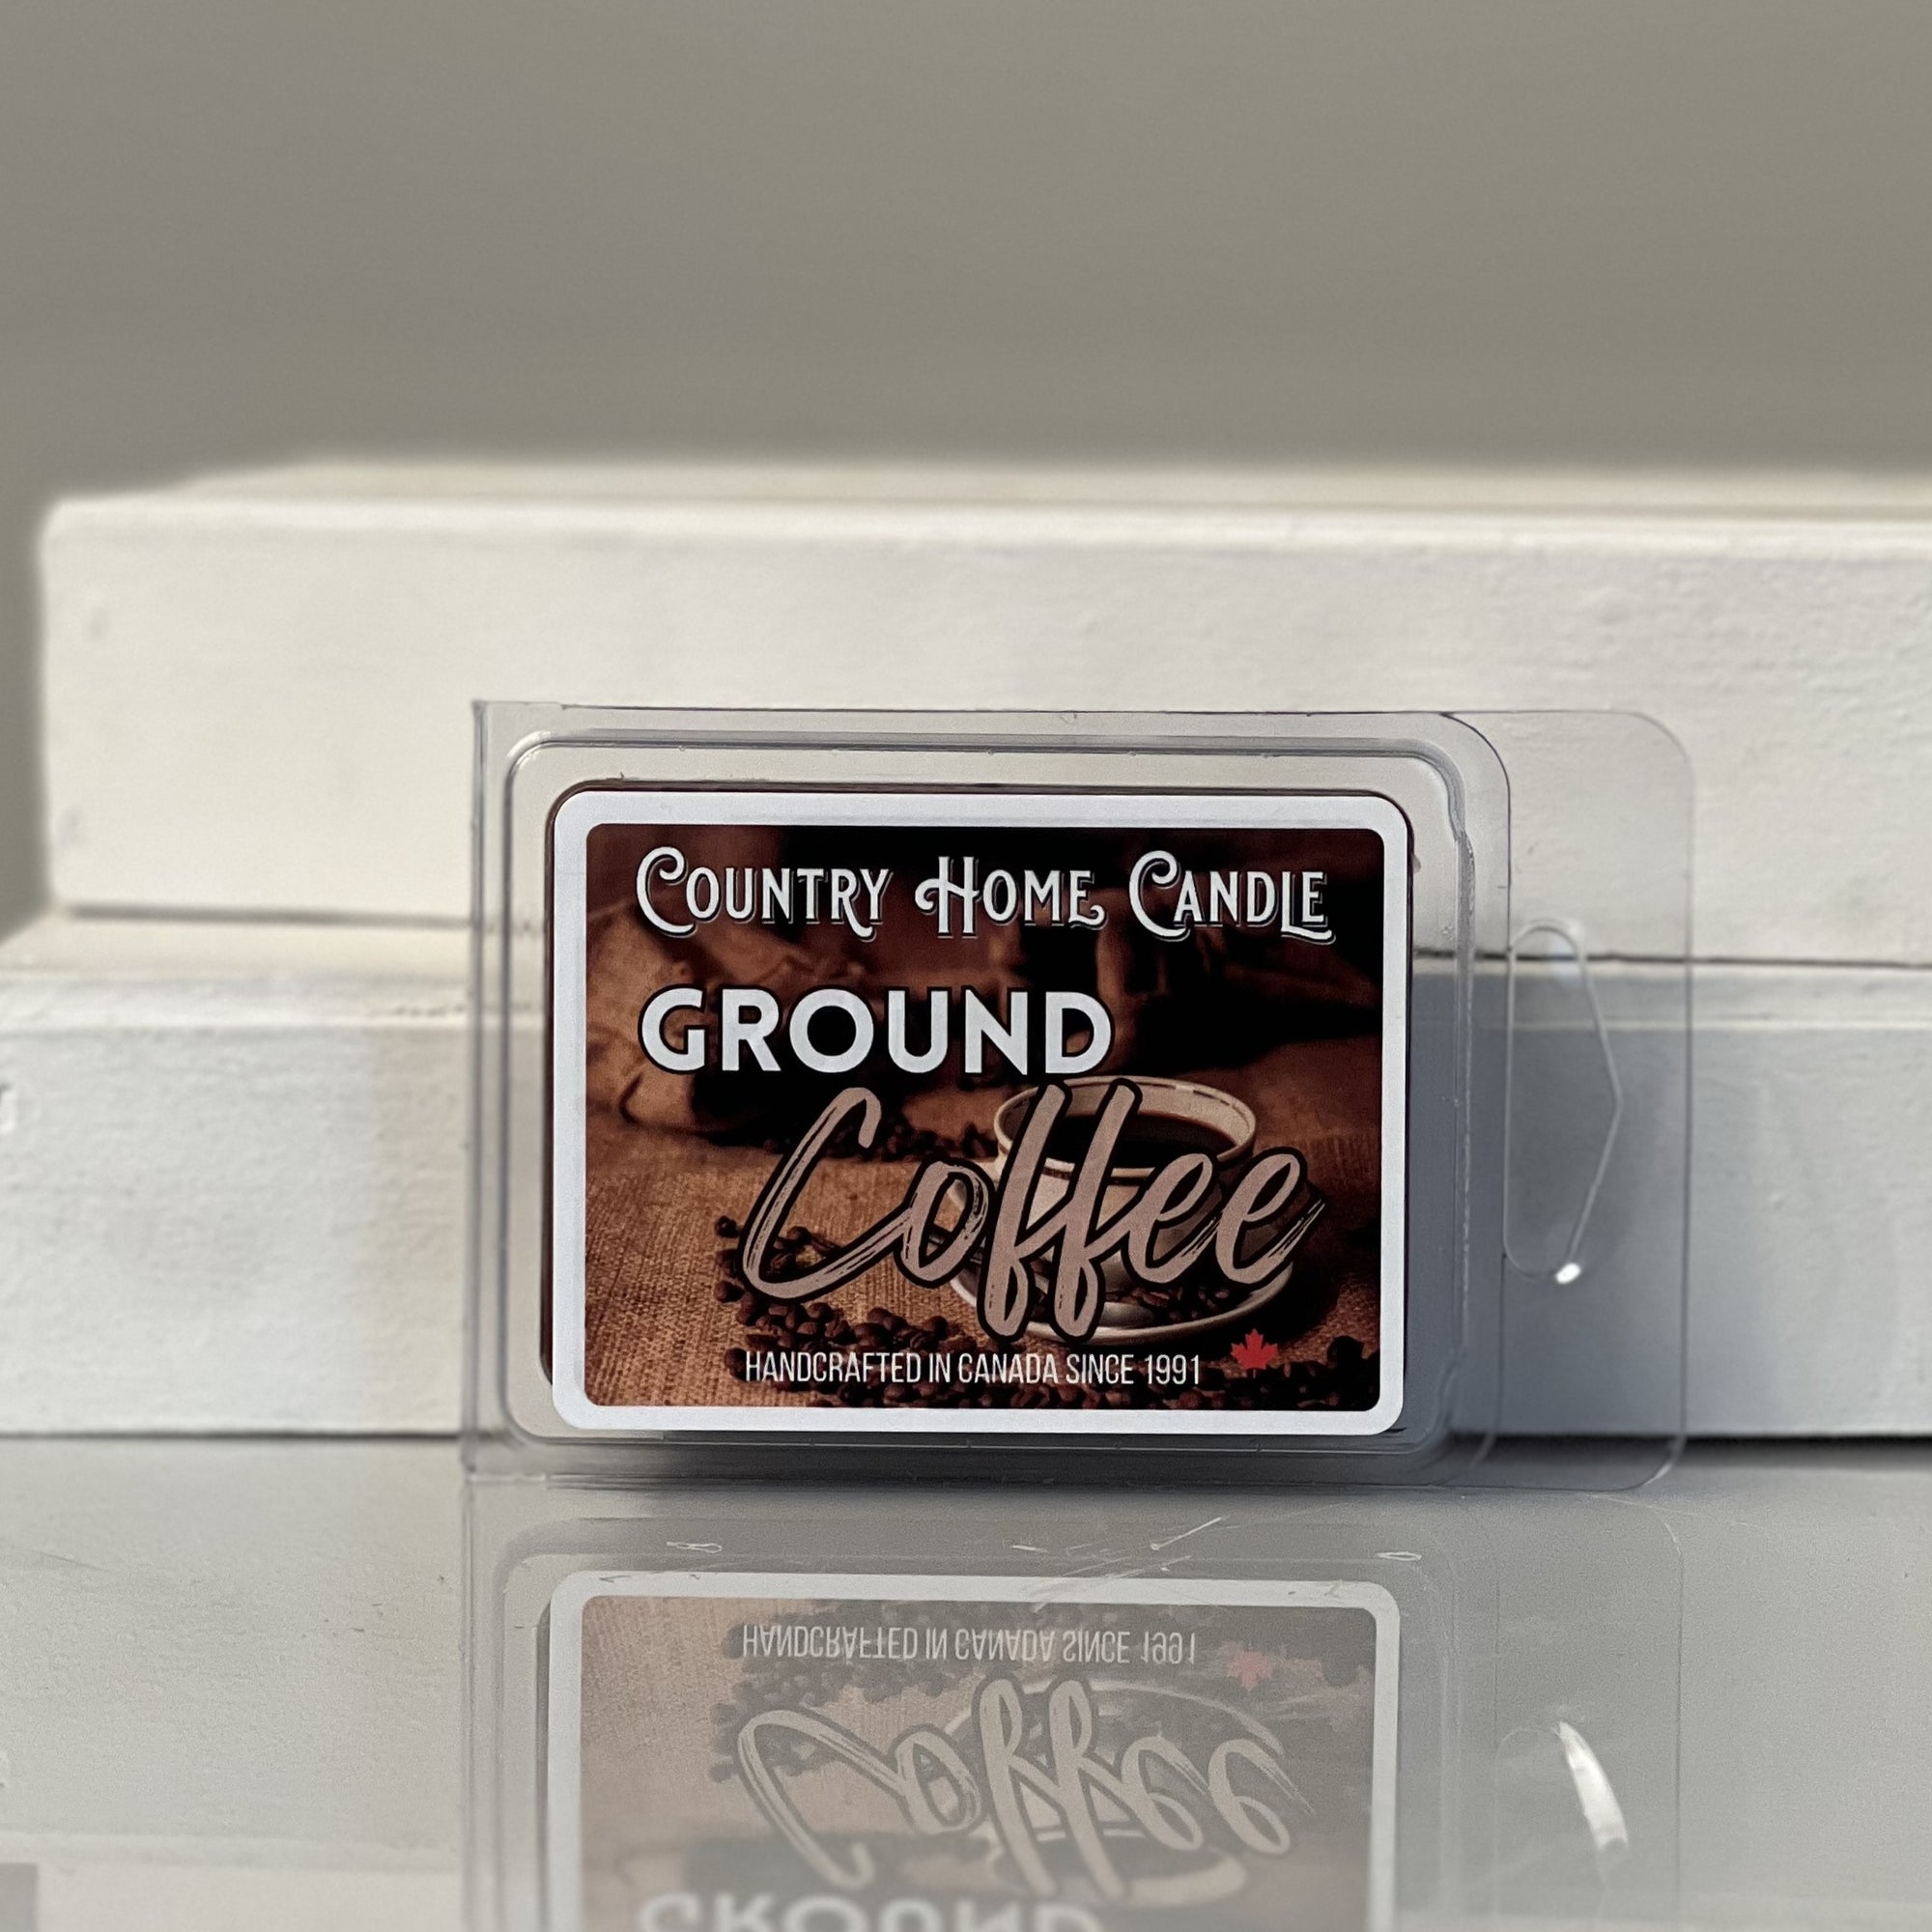 COUNTRY HOME CANDLE
GROUND
Coffee
HANDCRAFTED IN CANADA SINCE 1991